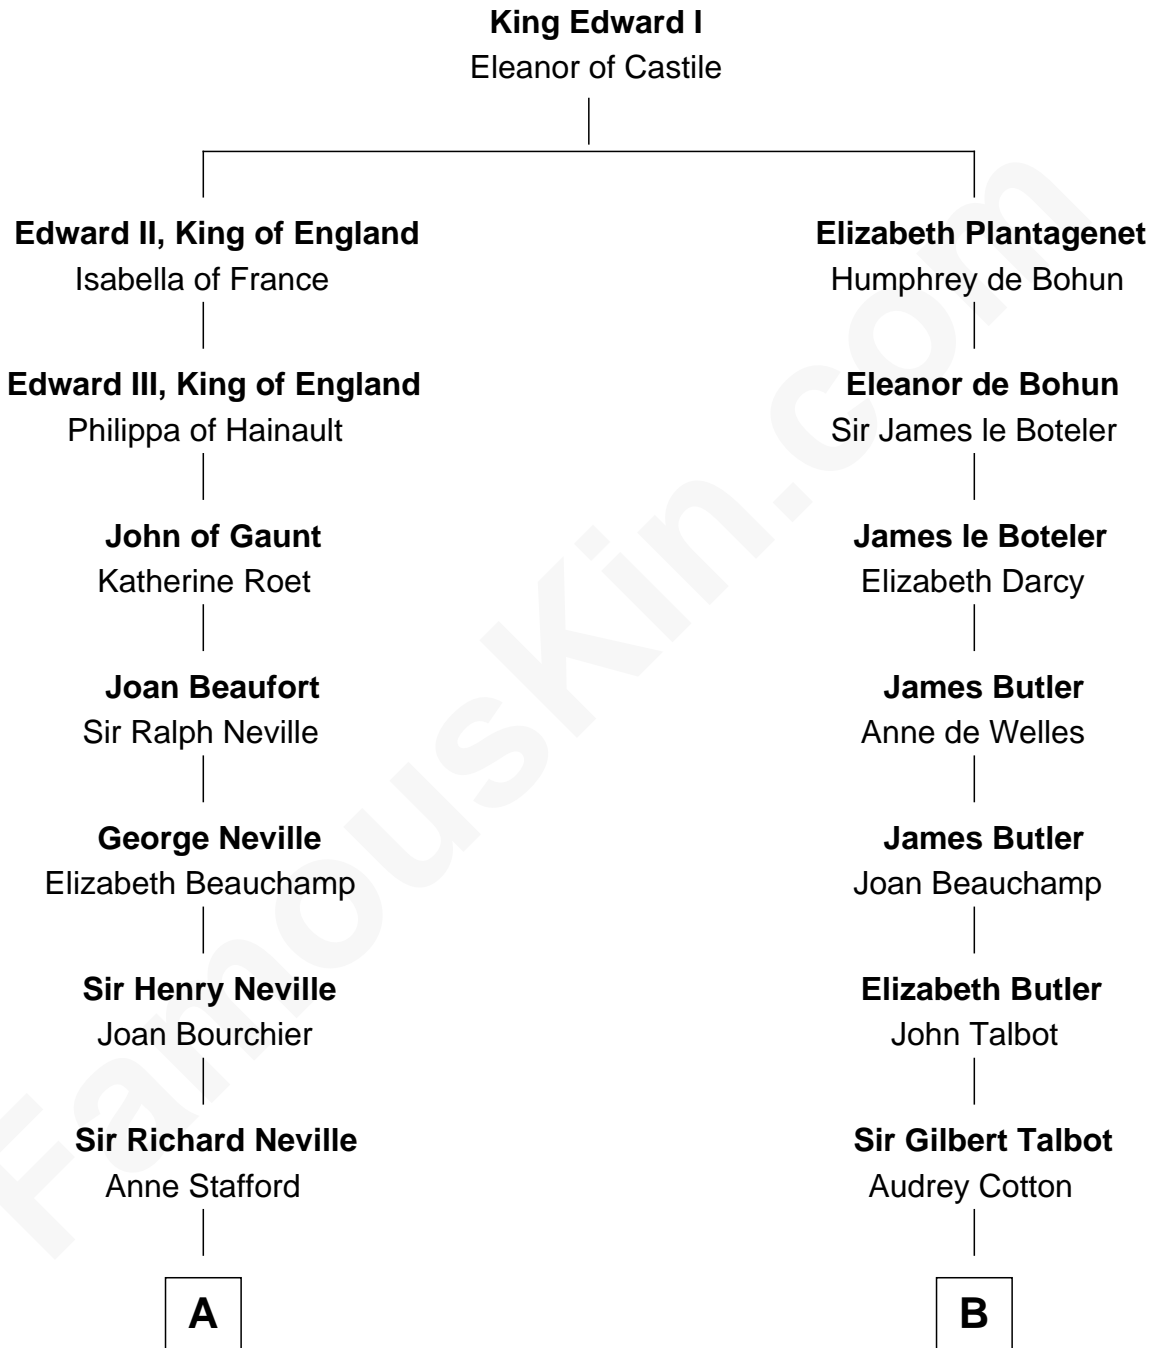 King Edward I
Eleanor of Castile
Edward II, King of England
Isabella of France
Elizabeth Plantagenet
Humphrey de Bohun
Edward III, King of England
Philippa of Hainault
Eleanor de Bohun
Sir James le Boteler
John of Gaunt
Katherine Roet
James le Boteler
Elizabeth Darcy
Joan Beaufort
Sir Ralph Neville
James Butler
Anne de Welles
George Neville
Elizabeth Beauchamp
James Butler
Joan Beauchamp
Sir Henry Neville
Joan Bourchier
Elizabeth Butler
John Talbot
Sir Richard Neville
Anne Stafford
Sir Gilbert Talbot
Audrey Cotton
A
B
FamousKin.com